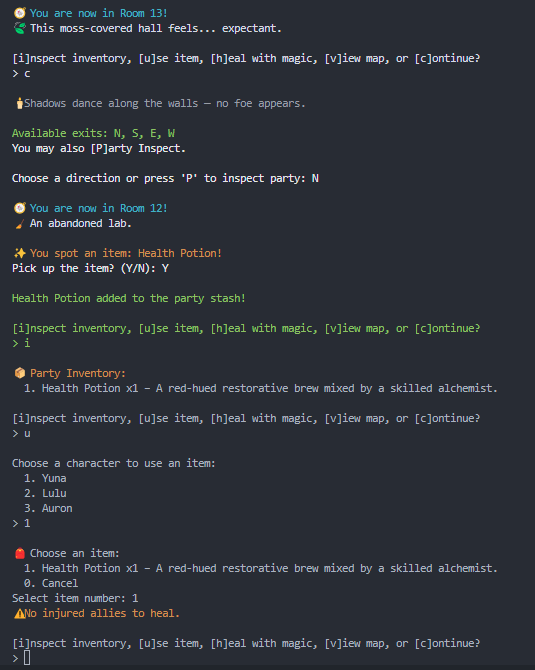 You are now in Room 13!
This moss-covered hall feels... expectant.
[i]nspect inventory, [u]se item, [h]eal with magic, [v]iew map, or [c]ontinue?
> c
Shadows dance along the walls — no foe appears.
Available exits: N, S, E, W
You may also [P]arty Inspect.
Choose a direction or press 'P' to inspect party: N
You are now in Room 12!
An abandoned lab.
You spot an item: Health Potion!
Pick up the item? (Y/N): Y
Health Potion added to the party stash!
[i]nspect inventory, [u]se item, [h]eal with magic, [v]iew map, or [c]ontinue?
> i
Party Inventory:
1. Health Potion x1 – A red-hued restorative brew mixed by a skilled alchemist.
[i]nspect inventory, [u]se item, [h]eal with magic, [v]iew map, or [c]ontinue?
> u
Choose a character to use an item:
1. Yuna
2. Lulu
3. Auron
> 1
Choose an item:
1. Health Potion x1 – A red-hued restorative brew mixed by a skilled alchemist.
0. Cancel
Select item number: 1
No injured allies to heal.
[i]nspect inventory, [u]se item, [h]eal with magic, [v]iew map, or [c]ontinue?
>